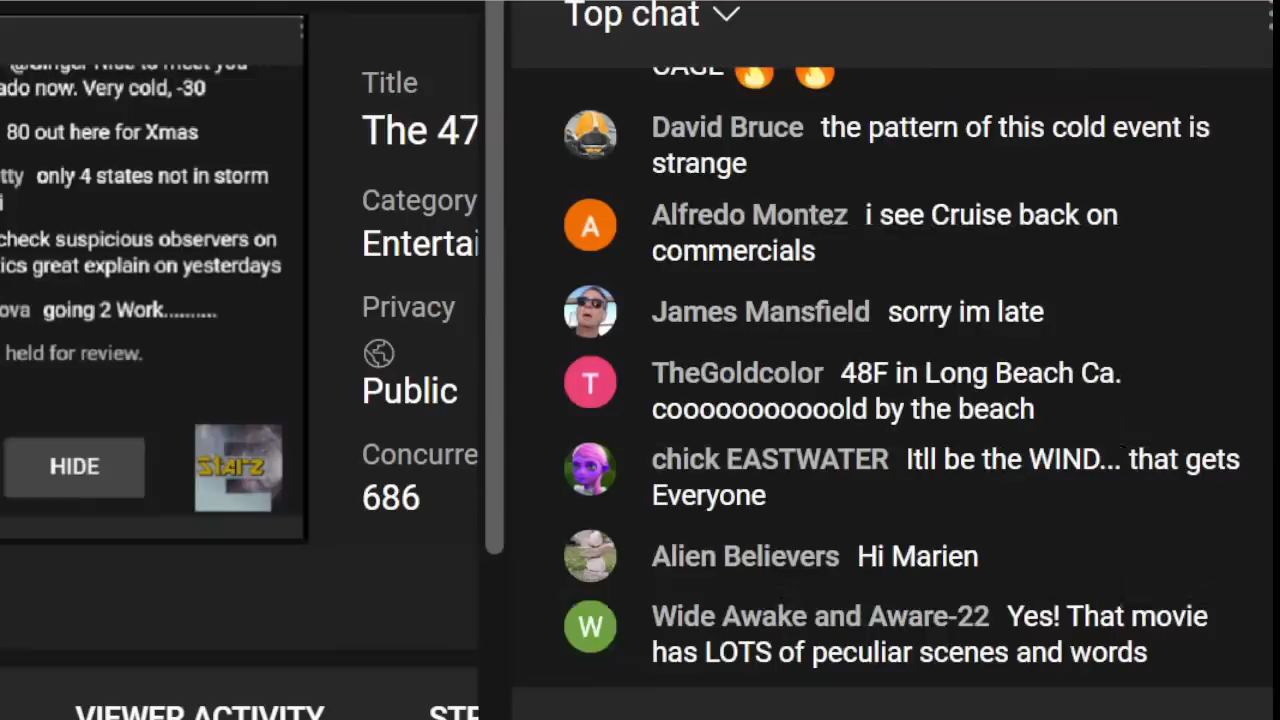 @Ginger Nice to meet you
ado now. Very cold, -30
80 out here for Xmas
tty only 4 states not in storm
i
check suspicious observers on
tics great explain on yesterdays
ova going 2 Work..........
held for review.
HIDE
Starz
Title
The 47
Category
Entertai
Privacy
Public
Concurre
686
VIEWER ACTIVITY
STR
Top chat
CAGE 🔥 🔥
David Bruce the pattern of this cold event is
strange
A
Alfredo Montez i see Cruise back on
commercials
James Mansfield sorry im late
T
TheGoldcolor 48F in Long Beach Ca.
cooooooooooold by the beach
chick EASTWATER Itll be the WIND... that gets
Everyone
Alien Believers Hi Marien
W
Wide Awake and Aware-22 Yes! That movie
has LOTS of peculiar scenes and words